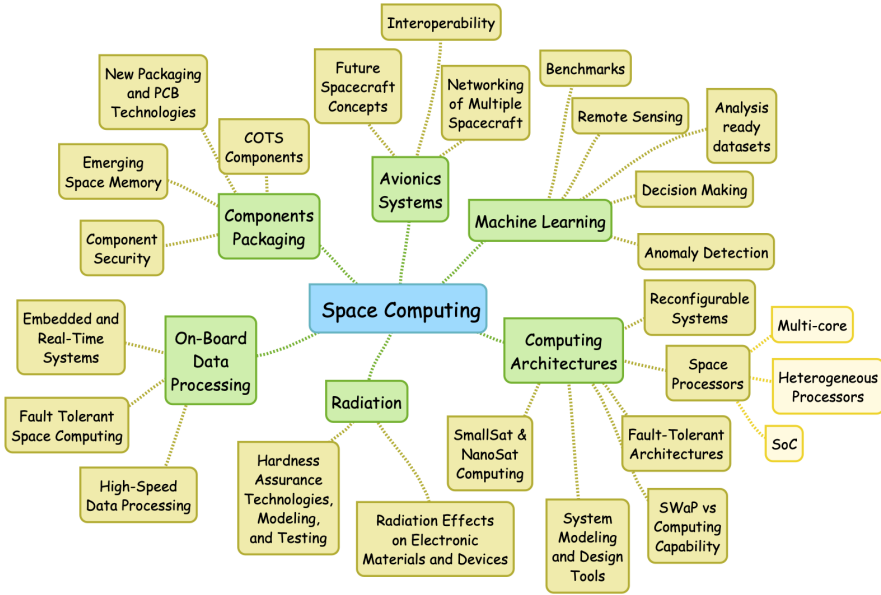 Interoperability
Future
Spacecraft
Concepts
Networking
of Multiple
Spacecraft
Avionics
Systems
New Packaging
and PCB
Technologies
COTS
Components
Emerging
Space Memory
Component
Security
Components
Packaging
Benchmarks
Remote Sensing
Analysis
ready
datasets
Decision Making
Anomaly Detection
Machine Learning
Space Computing
Embedded and
Real-Time
Systems
On-Board
Data
Processing
Fault Tolerant
Space Computing
High-Speed
Data Processing
Radiation
Hardness
Assurance
Technologies,
Modeling,
and Testing
Radiation Effects
on Electronic
Materials and Devices
Computing
Architectures
Reconfigurable
Systems
Space
Processors
Multi-core
Heterogeneous
Processors
SoC
SmallSat &
NanoSat
Computing
Fault-Tolerant
Architectures
System
Modeling
and Design
Tools
SWaP vs
Computing
Capability